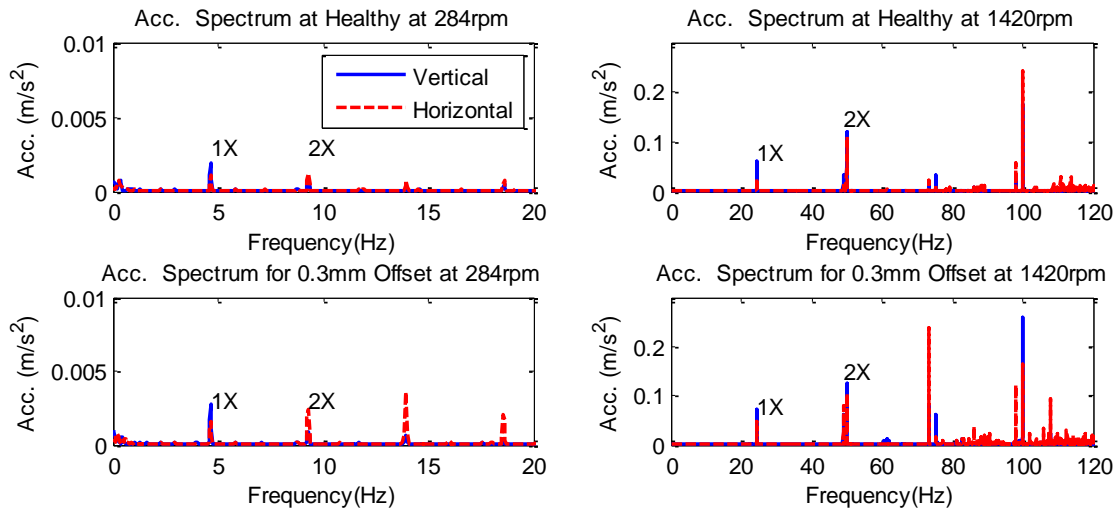 Acc. Spectrum at Healthy at 284rpm
0.01
0.005
0
Acc. (m/s²)
Vertical
Horizontal
1X
2X
0 5 10 15 20
Frequency(Hz)
Acc. Spectrum at Healthy at 1420rpm
0.2
0.1
0
Acc. (m/s²)
1X
2X
0 20 40 60 80 100 120
Frequency(Hz)
Acc. Spectrum for 0.3mm Offset at 284rpm
0.01
0.005
0
Acc. (m/s²)
1X
2X
0 5 10 15 20
Frequency(Hz)
Acc. Spectrum for 0.3mm Offset at 1420rpm
0.2
0.1
0
Acc. (m/s²)
1X
2X
0 20 40 60 80 100 120
Frequency(Hz)